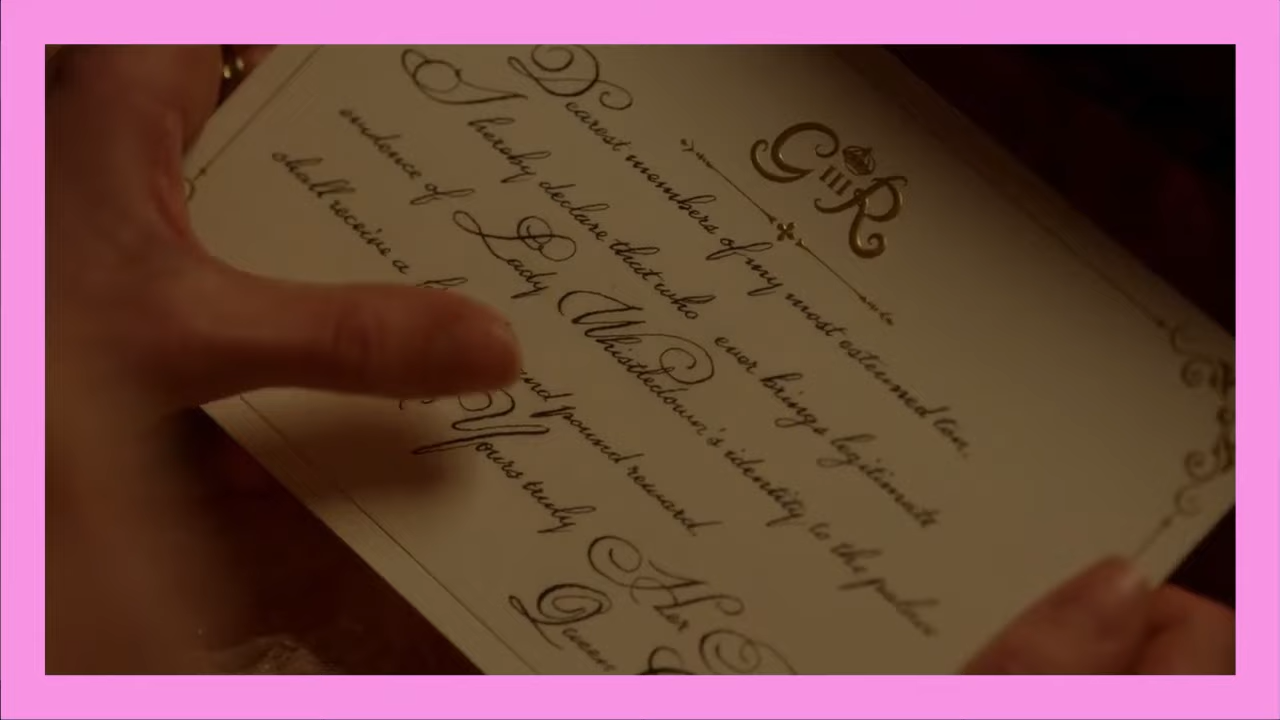 GIIIR
Dearest members of my most esteemed ton,
I hereby declare that who ever brings legitimate
evidence of Lady Whistledown's identity to the palace
shall receive a pound reward.
Yours truly
Her
Queen